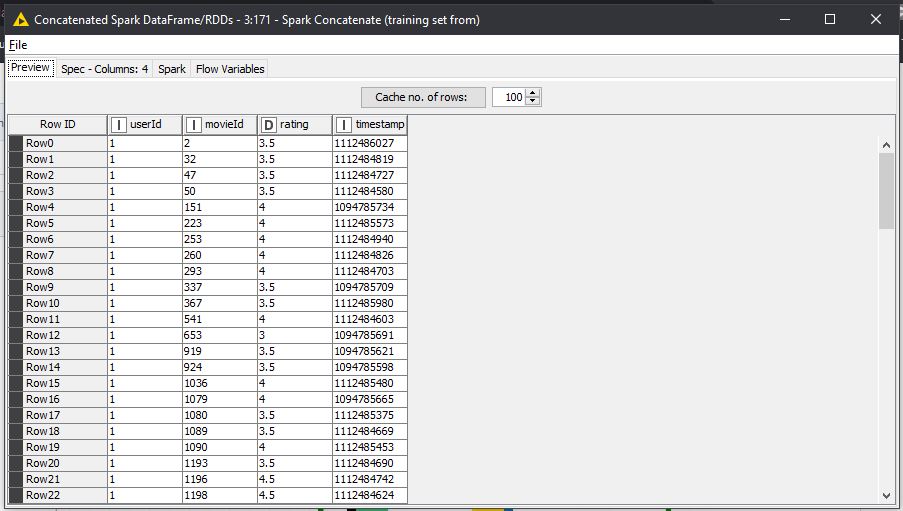 Concatenated Spark DataFrame/RDDs - 3:171 - Spark Concatenate (training set from)
File
Preview Spec - Columns: 4 Spark Flow Variables
Cache no. of rows: 100
Row ID I userId I movieId D rating I timestamp
Row0 1 2 3.5 1112486027
Row1 1 32 3.5 1112484819
Row2 1 47 3.5 1112484727
Row3 1 50 3.5 1112484580
Row4 1 151 4 1094785734
Row5 1 223 4 1112485573
Row6 1 253 4 1112484940
Row7 1 260 4 1112484826
Row8 1 293 4 1112484703
Row9 1 337 3.5 1094785709
Row10 1 367 3.5 1112485980
Row11 1 541 4 1112484603
Row12 1 653 3 1094785691
Row13 1 919 3.5 1094785621
Row14 1 924 3.5 1094785598
Row15 1 1036 4 1112485480
Row16 1 1079 4 1094785665
Row17 1 1080 3.5 1112485375
Row18 1 1089 3.5 1112484669
Row19 1 1090 4 1112485453
Row20 1 1193 3.5 1112484690
Row21 1 1196 4.5 1112484742
Row22 1 1198 4.5 1112484624